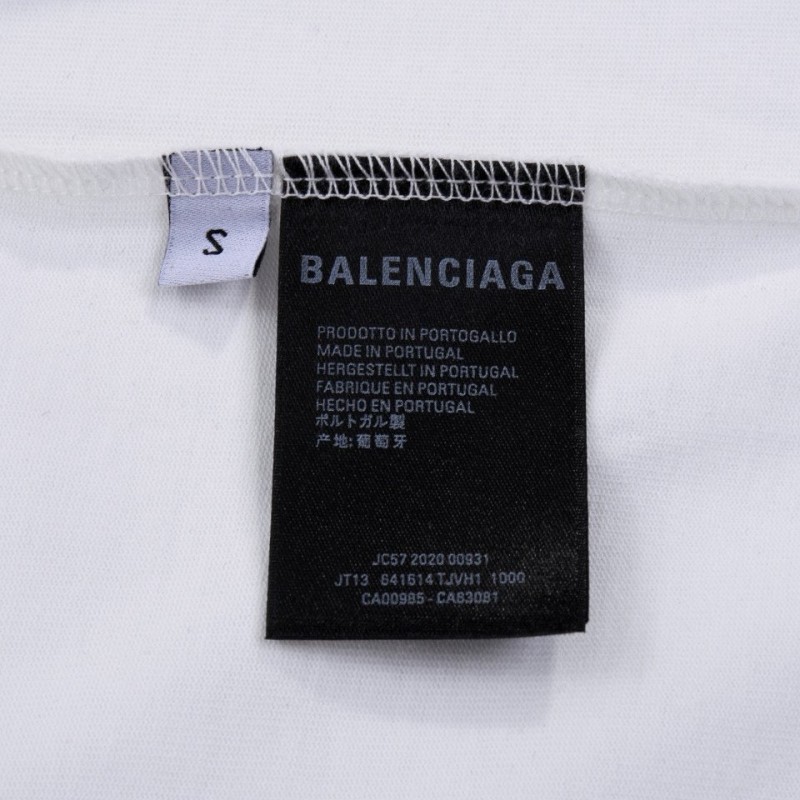 S
BALENCIAGA
PRODOTTO IN PORTOGALLO
MADE IN PORTUGAL
HERGESTELLT IN PORTUGAL
FABRIQUE EN PORTUGAL
HECHO EN PORTUGAL
ポルトガル製
产地:葡萄牙
JC57 2020 00931
JT13 641614 TJVH1 1000
CA00985 - CA63081